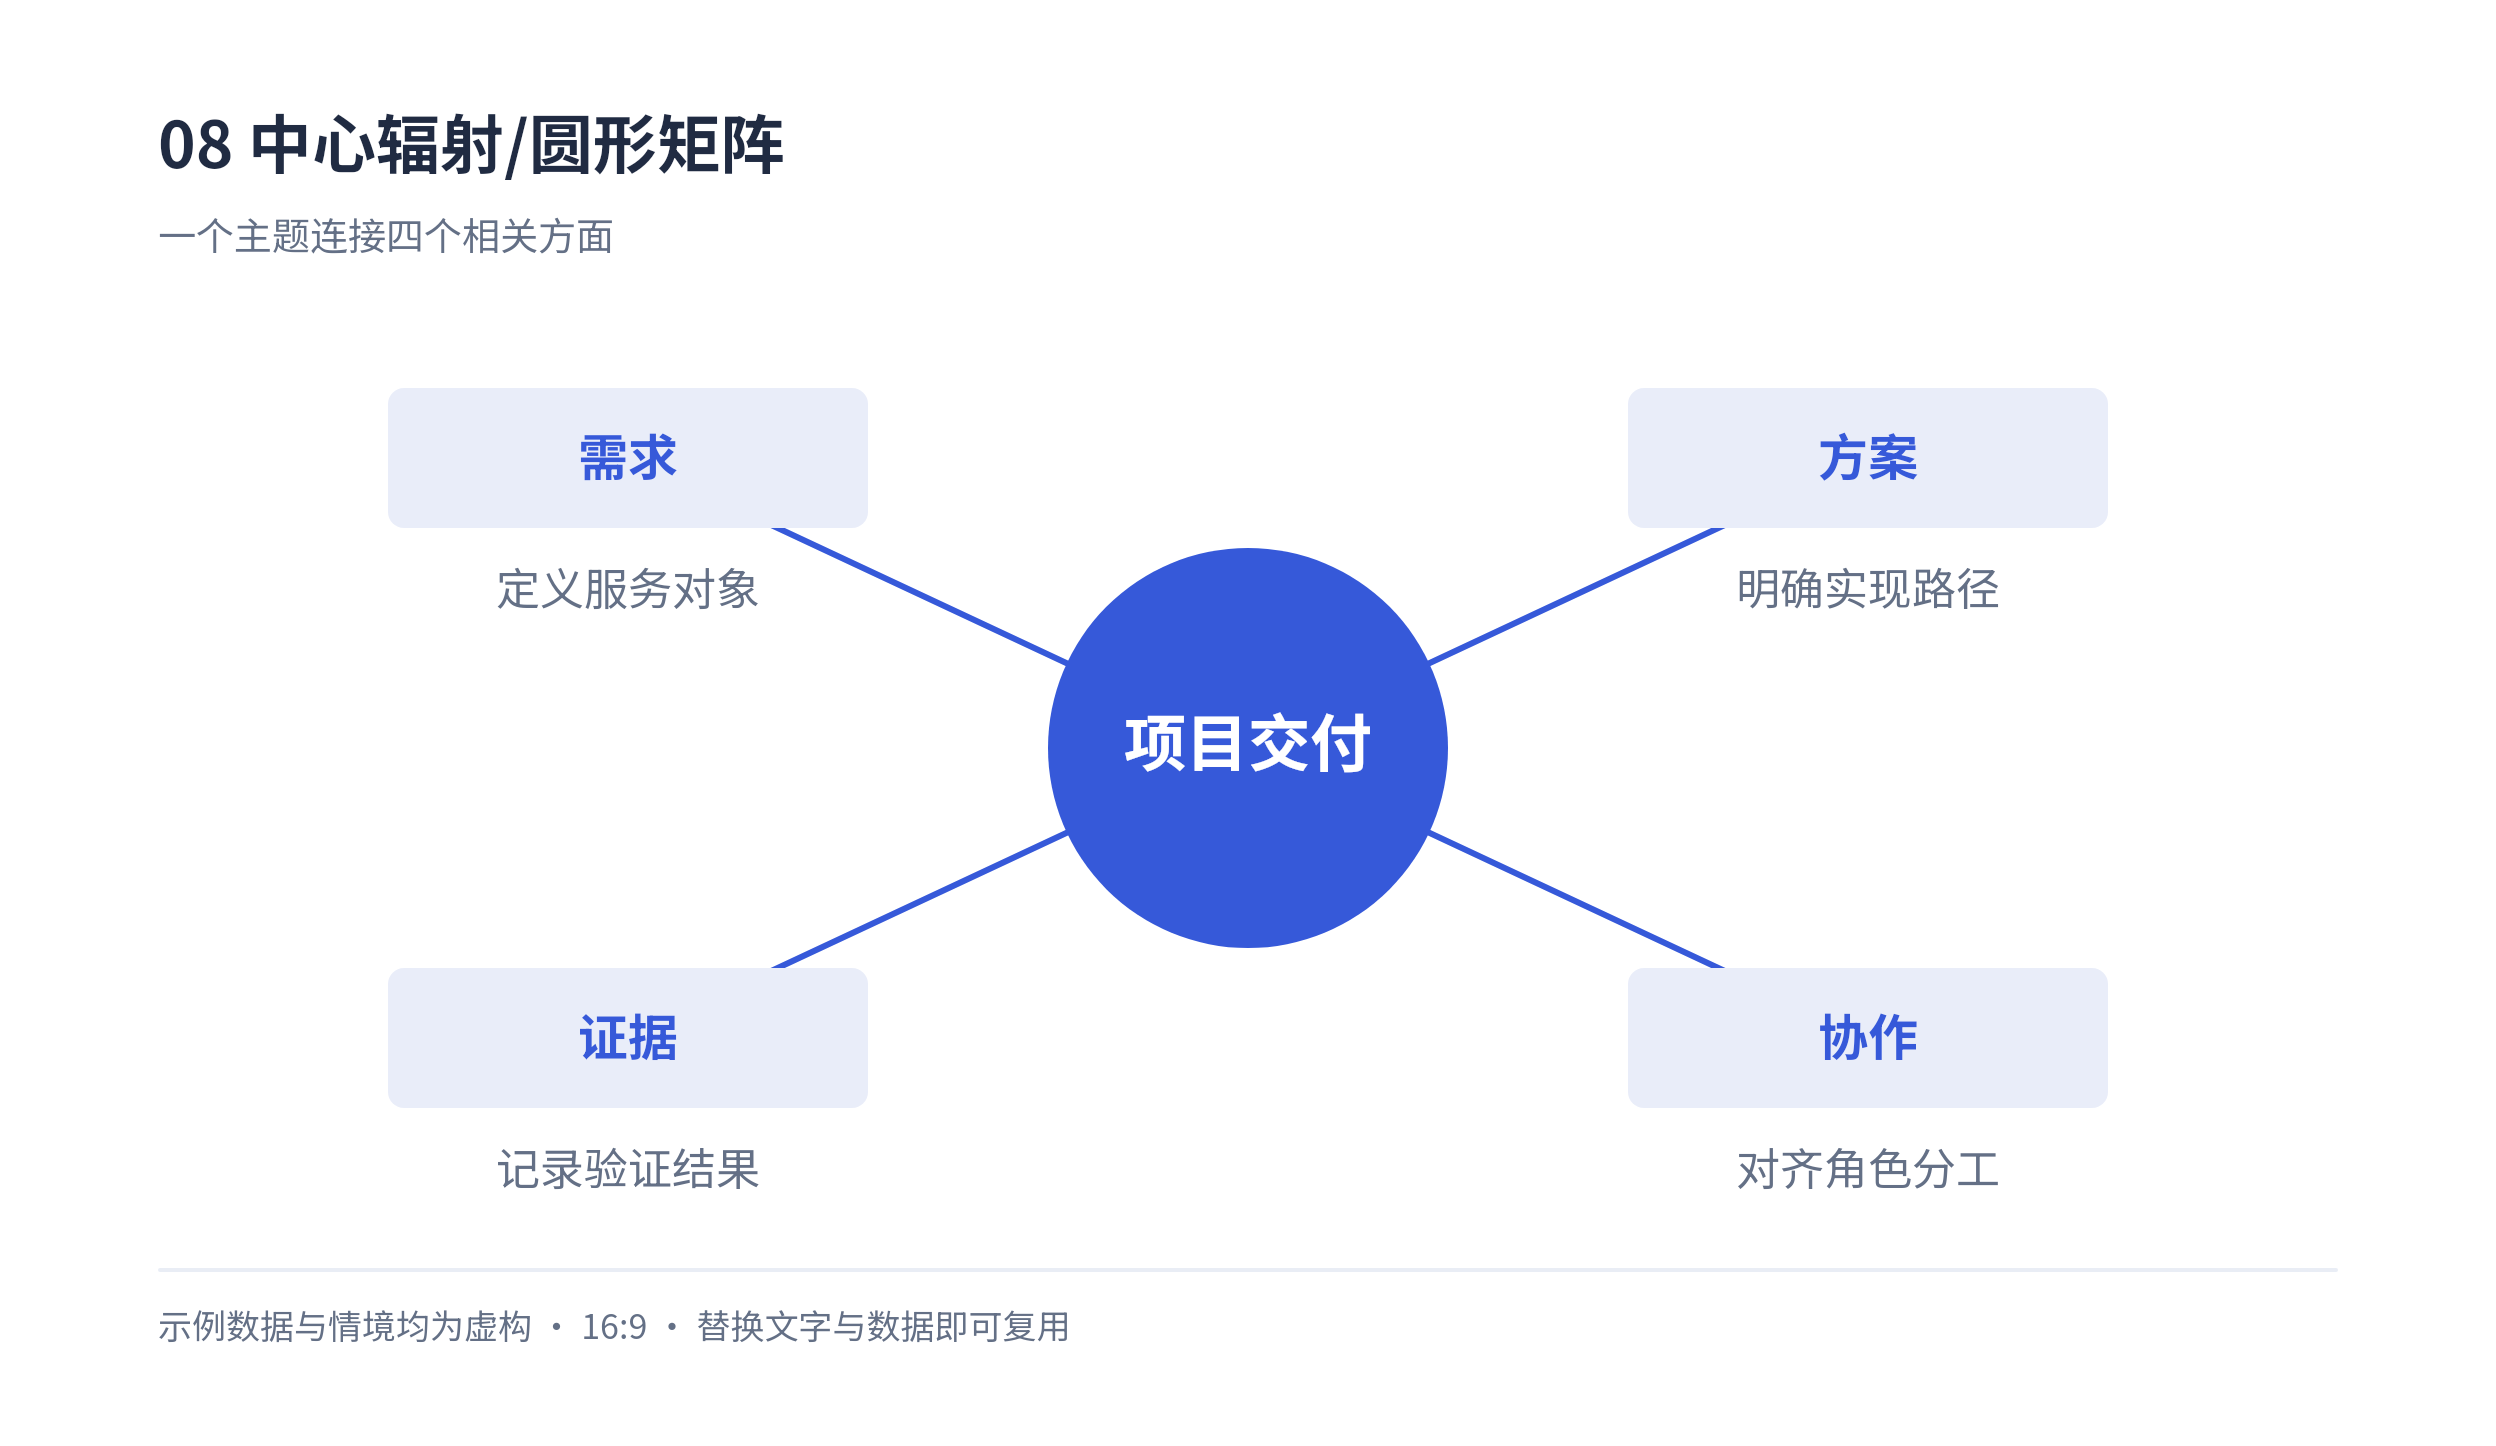 08 中心辐射/圆形矩阵
一个主题连接四个相关方面
需求
定义服务对象
方案
明确实现路径
项目交付
证据
记录验证结果
协作
对齐角色分工
示例数据与情境均为虚构 • 16:9 • 替换文字与数据即可复用